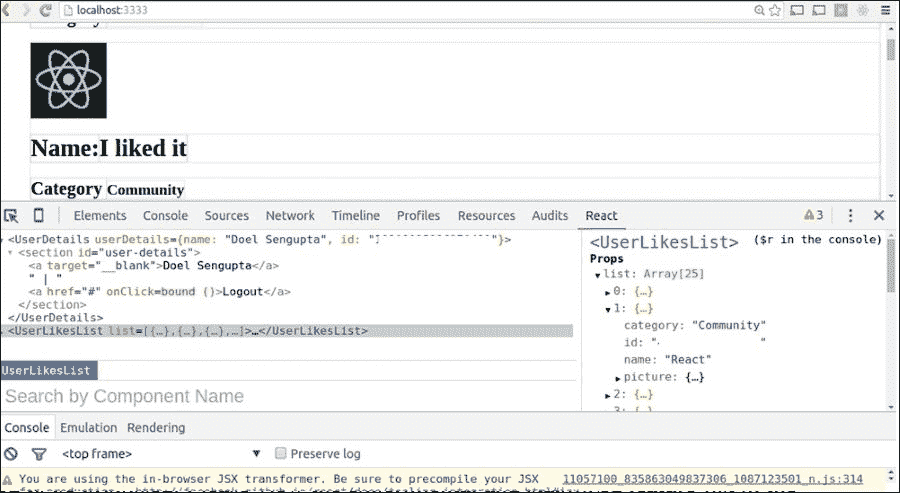 localhost:3333
Name:I liked it
Category Community
Elements Console Sources Network Timeline Profiles Resources Audits React 3
<UserDetails userDetails={name: "Doel Sengupta", id: "
"}>
<section id="user-details">
<a target="__blank">Doel Sengupta</a>
" | "
<a href="#" onClick=bound ()>Logout</a>
</section>
</UserDetails>
<UserLikesList list=[{…},{…},{…},…]>…</UserLikesList>
UserLikesList
Search by Component Name
<UserLikesList> ($r in the console)
Props
list: Array[25]
0: {…}
1: {…}
category: "Community"
id: " "
name: "React"
picture: {…}
2: {…}
3: {…}
Console Emulation Rendering
<top frame> Preserve log
You are using the in-browser JSX transformer. Be sure to precompile your JSX 11057100_835863049837306_1087123501_n.js:314